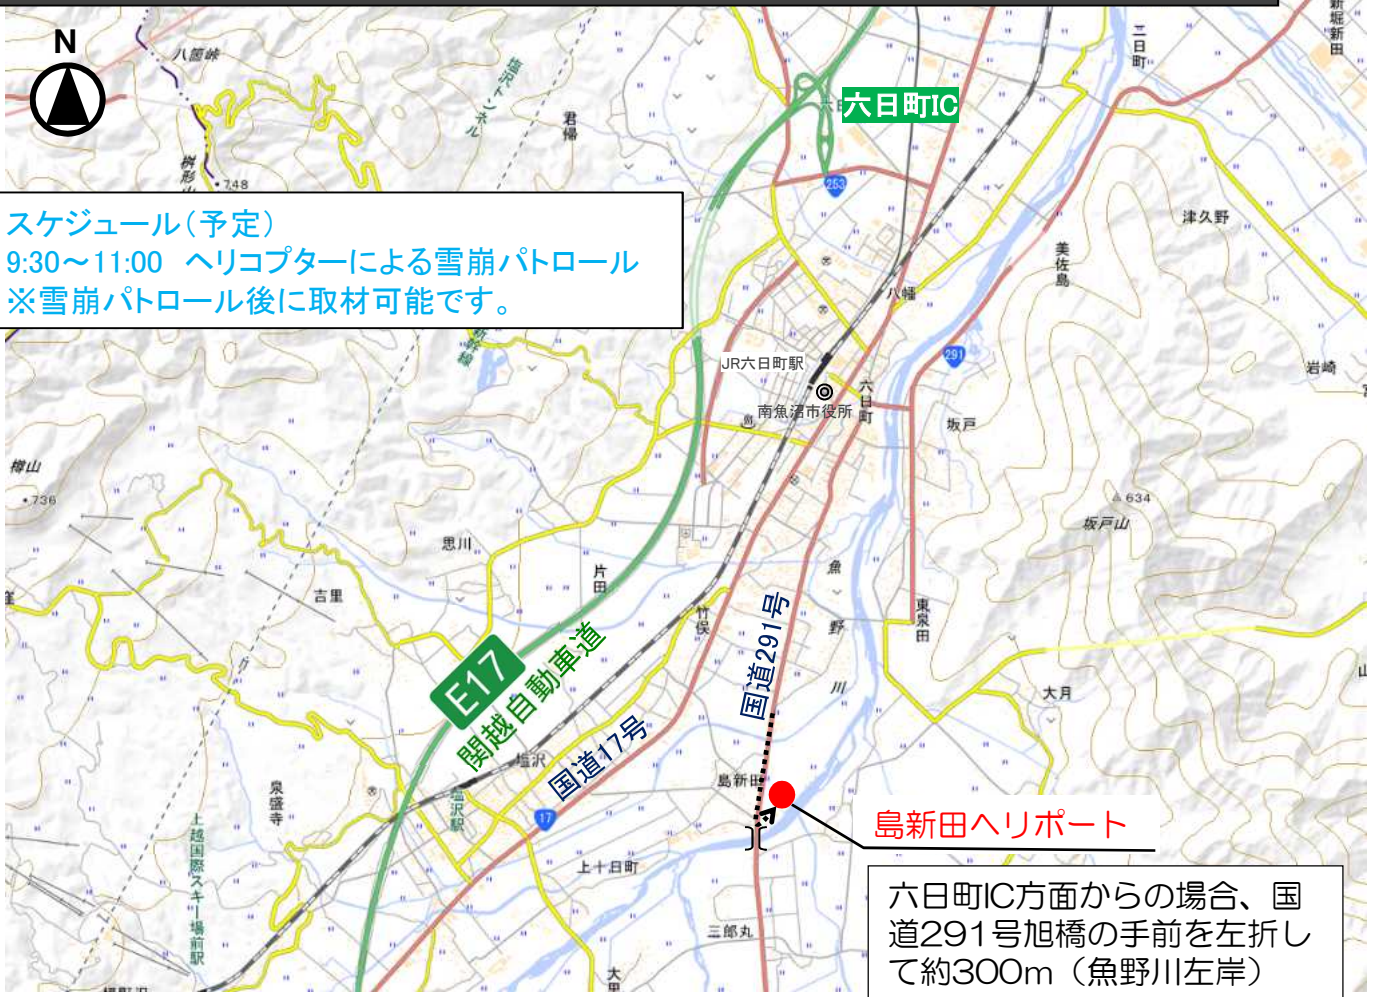 N
八箇峠
塩沢トンネル
君帰
二日町
新堀新田
六日町IC
253
桝形山
748
津久野
美佐島
スケジュール(予定)
9:30～11:00 ヘリコプターによる雪崩パトロール
※雪崩パトロール後に取材可能です。
八幡
291
岩崎
JR六日町駅
六日町
南魚沼市役所
坂戸
樺山
736
634
坂戸山
思川
片田
吉里
竹俣
魚野川
東泉田
国道291号
E17
関越自動車道
大月
国道17号
塩沢
島新田
泉盛寺
塩沢駅
17
上越国際スキー場前駅
島新田ヘリポート
上十日町
三郎丸
大里
六日町IC方面からの場合、国
道291号旭橋の手前を左折し
て約300m（魚野川左岸）